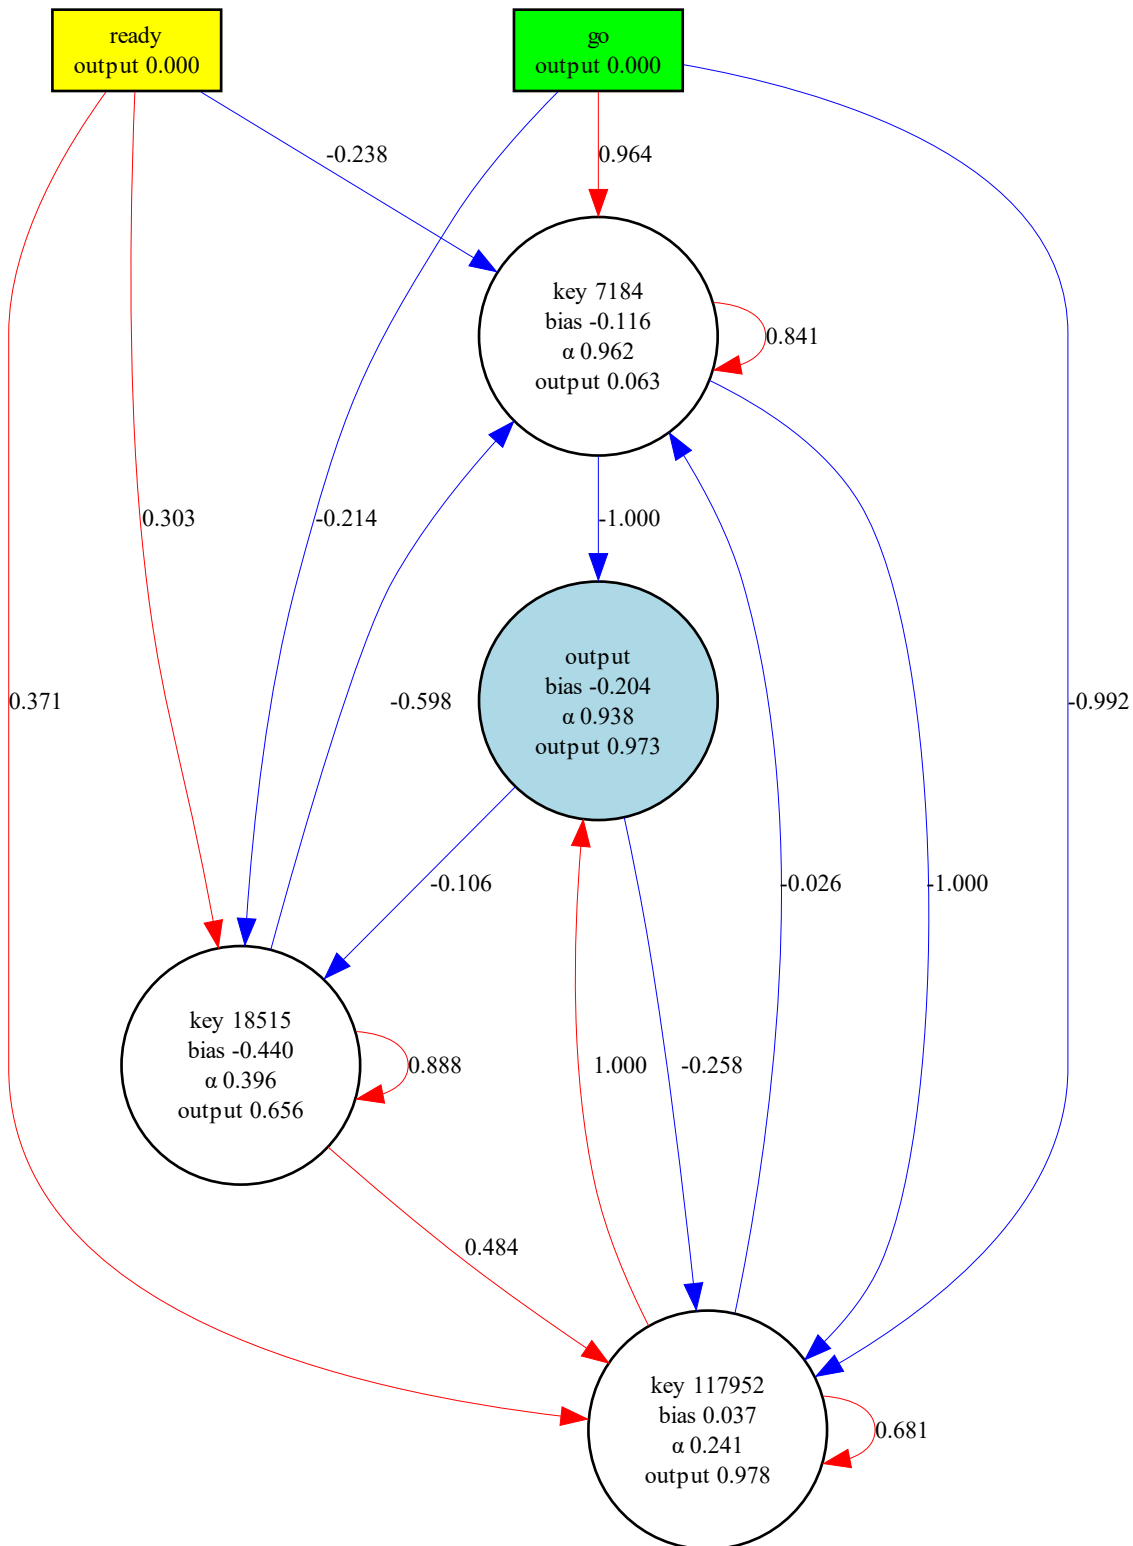 ready
output 0.000
go
output 0.000
-0.238
0.964
key 7184
bias -0.116
α 0.962
output 0.063
0.841
0.303
-0.214
-1.000
output
bias -0.204
α 0.938
output 0.973
0.371
-0.598
-0.992
-0.106
-0.026
-1.000
key 18515
bias -0.440
α 0.396
output 0.656
0.888
1.000
-0.258
0.484
key 117952
bias 0.037
α 0.241
output 0.978
0.681